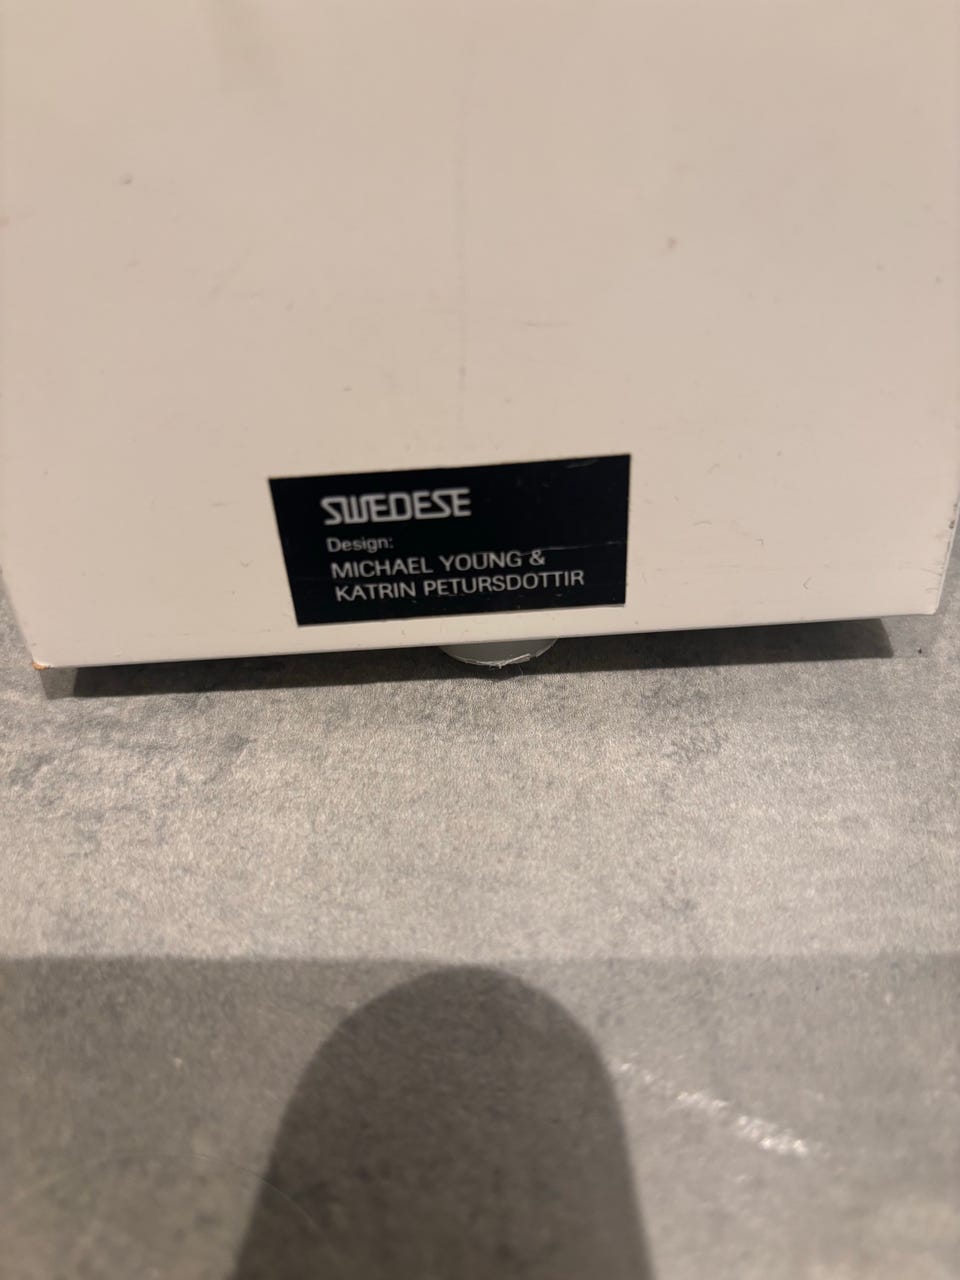 SWEDESE
Design:
MICHAEL YOUNG &
KATRIN PETURSDOTTIR